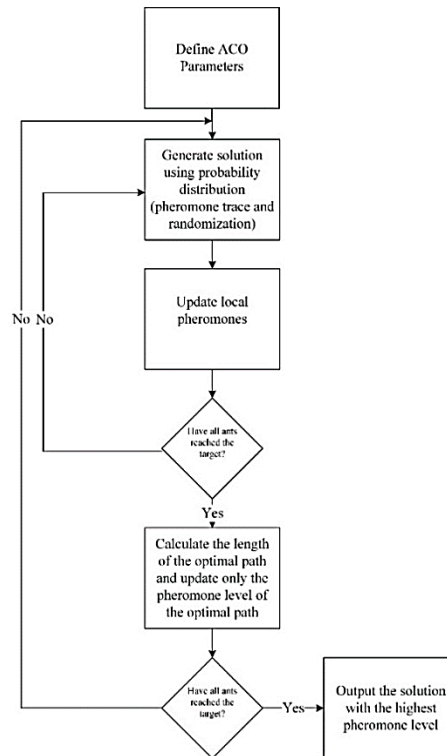 Define ACO
Parameters
Generate solution
using probability
distribution
(pheromone trace and
randomization)
Update local
pheromones
No
No
Have all ants
reached the
target?
Yes
Calculate the length
of the optimal path
and update only the
pheromone level of
the optimal path
Have all ants
reached the
target?
Yes
Output the solution
with the highest
pheromone level